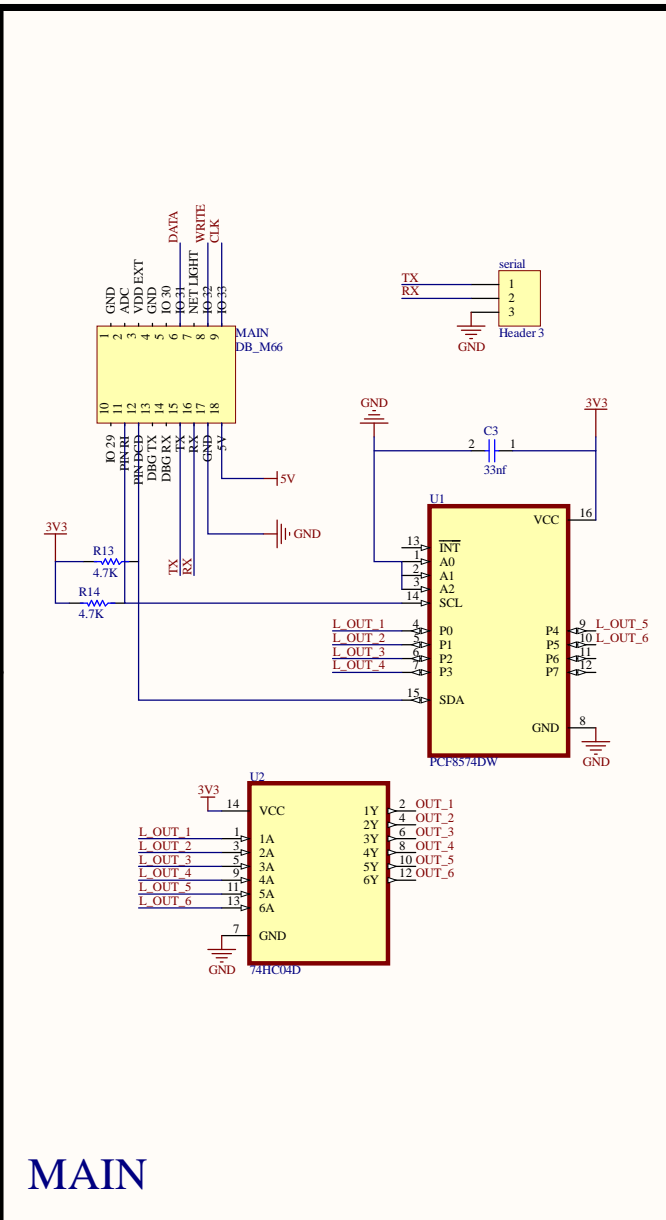 DATA
WRITE
CLK
GND
ADC
VDD EXT
GND
IO 30
IO 31
NET LIGHT
IO 32
IO 33
1
2
3
4
5
6
7
8
9
MAIN
DB_M66
10
11
12
13
14
15
16
17
18
IO 29
PIN RI
PIN DCD
DBG TX
DBG RX
TX
RX
GND
5V
5V
GND
TX
RX
serial
TX
RX
1
2
3
GND
Header 3
3V3
R13
4.7K
R14
4.7K
GND
3V3
C3
2
1
33nf
U1
VCC
16
13
INT
1
A0
2
A1
3
A2
14
SCL
L_OUT_1
4
P0
P4
9
L_OUT_5
L_OUT_2
5
P1
P5
10
L_OUT_6
L_OUT_3
6
P2
P6
11
L_OUT_4
7
P3
P7
12
15
SDA
GND
8
GND
PCF8574DW
U2
3V3
14
VCC
1Y
2
OUT_1
2Y
4
OUT_2
L_OUT_1
1
1A
3Y
6
OUT_3
L_OUT_2
3
2A
4Y
8
OUT_4
L_OUT_3
5
3A
5Y
10
OUT_5
L_OUT_4
9
4A
6Y
12
OUT_6
L_OUT_5
11
5A
L_OUT_6
13
6A
7
GND
GND
74HC04D
MAIN